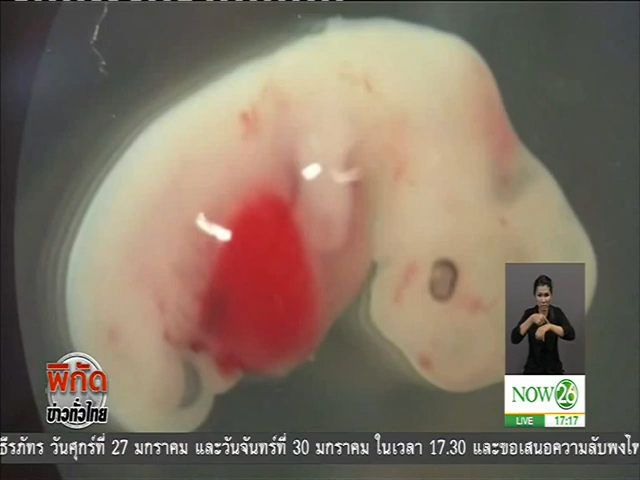 พิกัด
ข่าวทั่วไทย
NOW26
LIVE 17:17
ธีรภัทร วันศุกร์ที่ 27 มกราคม และวันจันทร์ที่ 30 มกราคม ในเวลา 17.30 และขอเสนอความลับพงไพ